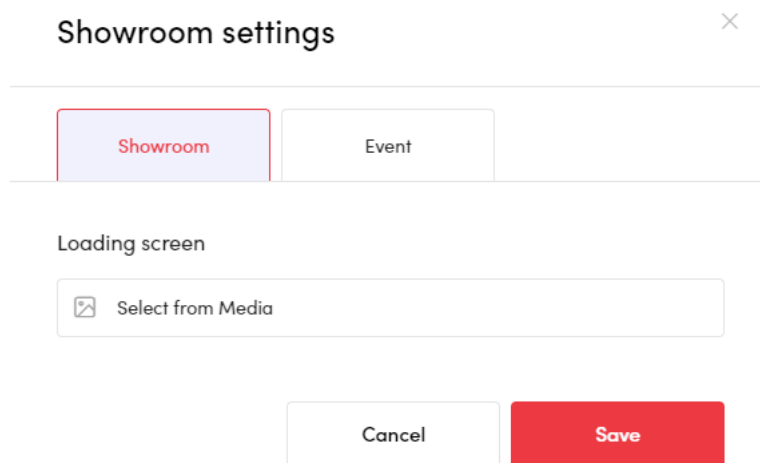 Showroom settings
Showroom
Event
Loading screen
Select from Media
Cancel
Save